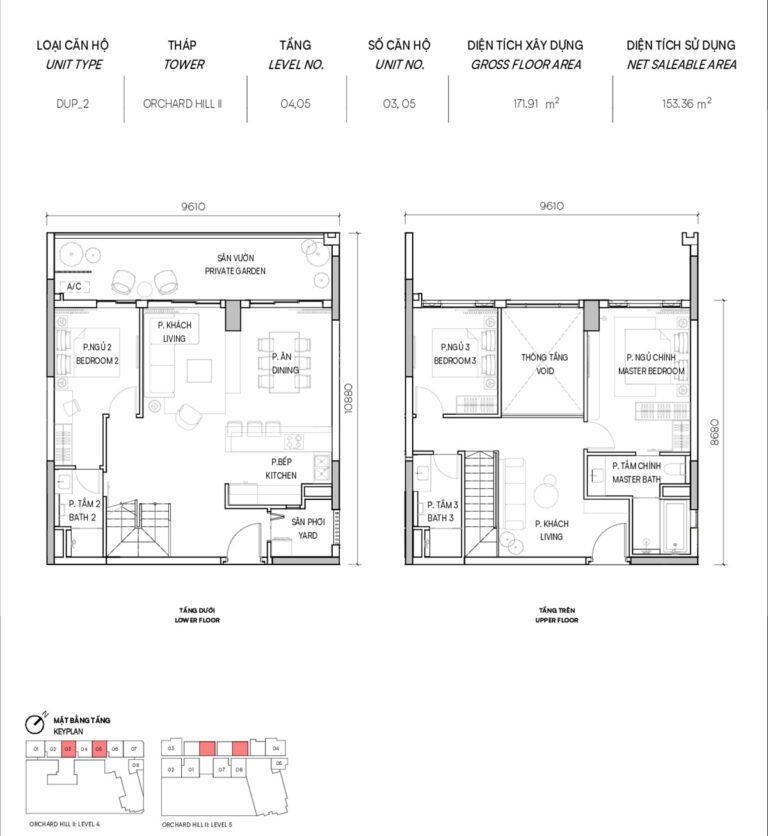 LOẠI CĂN HỘ
UNIT TYPE
DUP_2
THÁP
TOWER
ORCHARD HILL II
TẦNG
LEVEL NO.
04,05
SỐ CĂN HỘ
UNIT NO.
03, 05
DIỆN TÍCH XÂY DỰNG
GROSS FLOOR AREA
171.91 m²
DIỆN TÍCH SỬ DỤNG
NET SALEABLE AREA
153.36 m²
9610
SÂN VƯỜN
PRIVATE GARDEN
A/C
P.NGỦ 2
BEDROOM 2
P. KHÁCH
LIVING
P. ĂN
DINING
P.BẾP
KITCHEN
P. TẮM 2
BATH 2
SÂN PHƠI
YARD
10880
TẦNG DƯỚI
LOWER FLOOR
9610
P.NGỦ 3
BEDROOM 3
THÔNG TẦNG
VOID
P. NGỦ CHÍNH
MASTER BEDROOM
P. TẮM CHÍNH
MASTER BATH
P. TẮM 3
BATH 3
P. KHÁCH
LIVING
8680
TẦNG TRÊN
UPPER FLOOR
N
MẶT BẰNG TẦNG
KEYPLAN
01 02 03 04 05 06 07
08
ORCHARD HILL II: LEVEL 4
03 04
02 01 07 08 05
ORCHARD HILL II: LEVEL 5